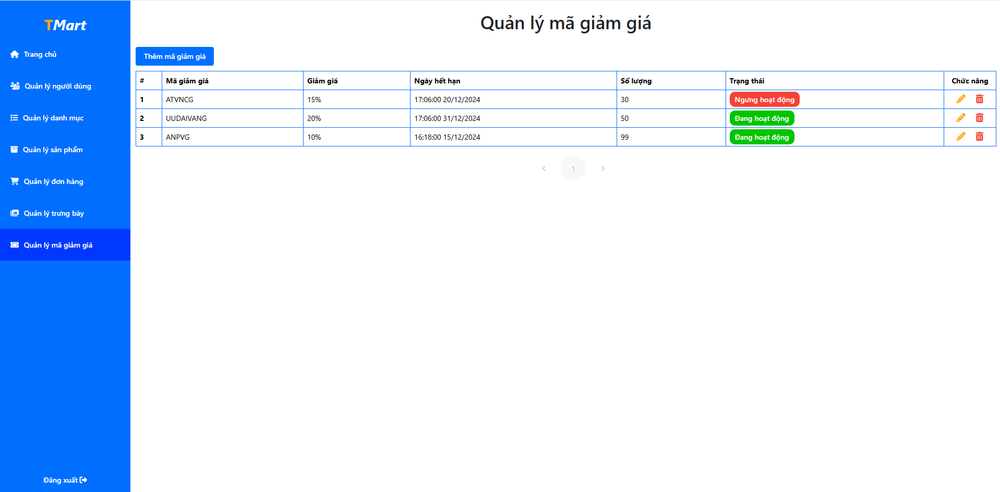 TMart
Trang chủ
Quản lý người dùng
Quản lý danh mục
Quản lý sản phẩm
Quản lý đơn hàng
Quản lý trưng bày
Quản lý mã giảm giá
Đăng xuất
Quản lý mã giảm giá
Thêm mã giảm giá
# Mã giảm giá Giảm giá Ngày hết hạn Số lượng Trạng thái Chức năng
1 ATVNCG 15% 17:06:00 20/12/2024 30 Ngưng hoạt động
2 UUDAIVANG 20% 17:06:00 31/12/2024 50 Đang hoạt động
3 ANPVG 10% 16:18:00 15/12/2024 99 Đang hoạt động
1